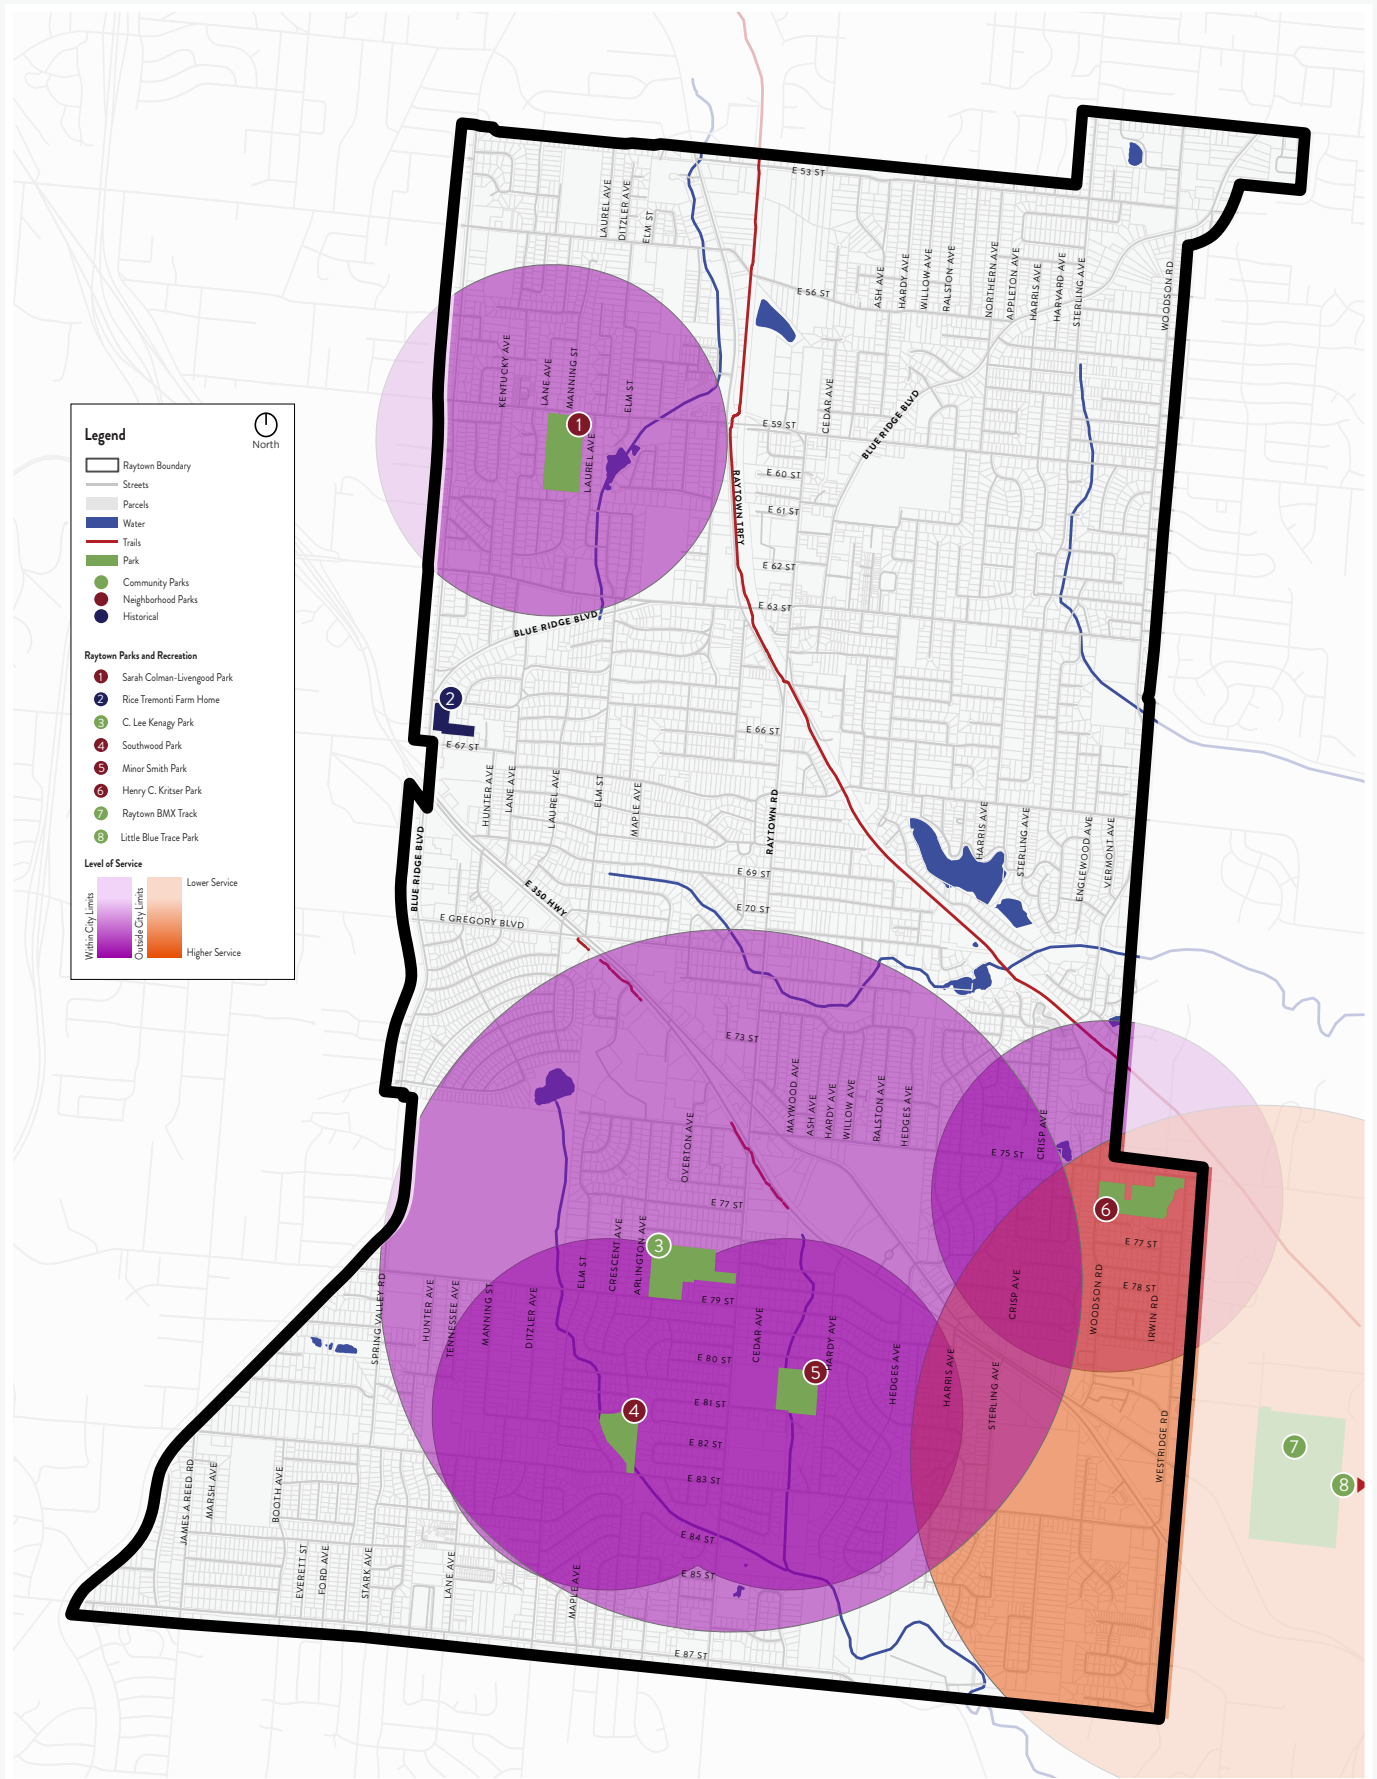 E 53 ST
LAUREL AVE
DITZLER AVE
ELM ST
E 56 ST
ASH AVE
HARDY AVE
WILLOW AVE
RALSTON AVE
NORTHERN AVE
APPLETON AVE
HARRIS AVE
HARVARD AVE
STERLING AVE
WOODSON RD
KENTUCKY AVE
LANE AVE
MANNING ST
ELM ST
CEDAR AVE
BLUE RIDGE BLVD
1
LAUREL AVE
E 59 ST
E 60 ST
RAYTOWN TRFY
E 61 ST
E 62 ST
E 63 ST
BLUE RIDGE BLVD
Legend
North
Raytown Boundary
Streets
Parcels
Water
Trails
Park
Community Parks
Neighborhood Parks
Historical
Raytown Parks and Recreation
1 Sarah Colman-Livengood Park
2 Rice Tremonti Farm Home
3 C. Lee Kenagy Park
4 Southwood Park
5 Minor Smith Park
6 Henry C. Kritser Park
7 Raytown BMX Track
8 Little Blue Trace Park
Level of Service
Within City Limits
Outside City Limits
Lower Service
Higher Service
2
E 67 ST
E 66 ST
HUNTER AVE
LANE AVE
LAUREL AVE
ELM ST
MAPLE AVE
RAYTOWN RD
HARRIS AVE
STERLING AVE
ENGLEWOOD AVE
VERMONT AVE
BLUE RIDGE BLVD
E 69 ST
E 350 HWY
E 70 ST
E GREGORY BLVD
E 73 ST
MAYWOOD AVE
ASH AVE
HARDY AVE
WILLOW AVE
RALSTON AVE
HEDGES AVE
OVERTON AVE
CRISP AVE
E 75 ST
E 77 ST
6
E 77 ST
E 78 ST
3
ELM ST
CRESCENT AVE
ARLINGTON AVE
E 79 ST
SPRING VALLEY RD
HUNTER AVE
TENNESSEE AVE
MANNING ST
DITZLER AVE
CEDAR AVE
HARDY AVE
CRISP AVE
WOODSON RD
IRWIN RD
E 80 ST
5
HEDGES AVE
HARRIS AVE
STERLING AVE
E 81 ST
4
E 82 ST
WESTRIDGE RD
7
E 83 ST
8
JAMES A REED RD
MARSH AVE
BOOTH AVE
E 84 ST
E 85 ST
EVERETT ST
FORD AVE
STARK AVE
LANE AVE
MAPLE AVE
E 87 ST